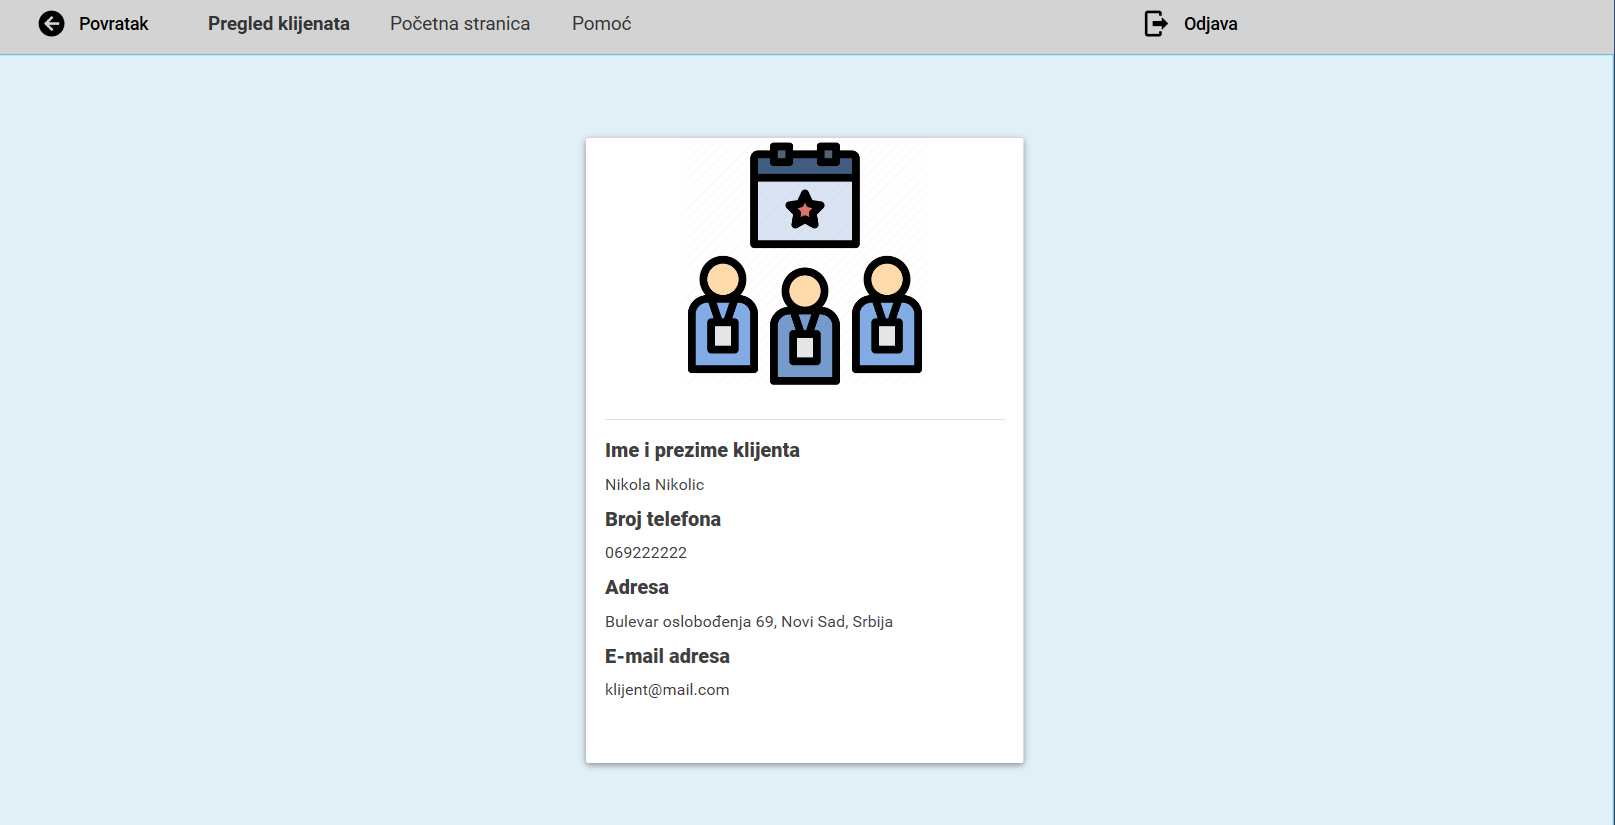 Povratak
Pregled klijenata
Početna stranica
Pomoć
Odjava
Ime i prezime klijenta
Nikola Nikolic
Broj telefona
069222222
Adresa
Bulevar oslobođenja 69, Novi Sad, Srbija
E-mail adresa
klijent@mail.com